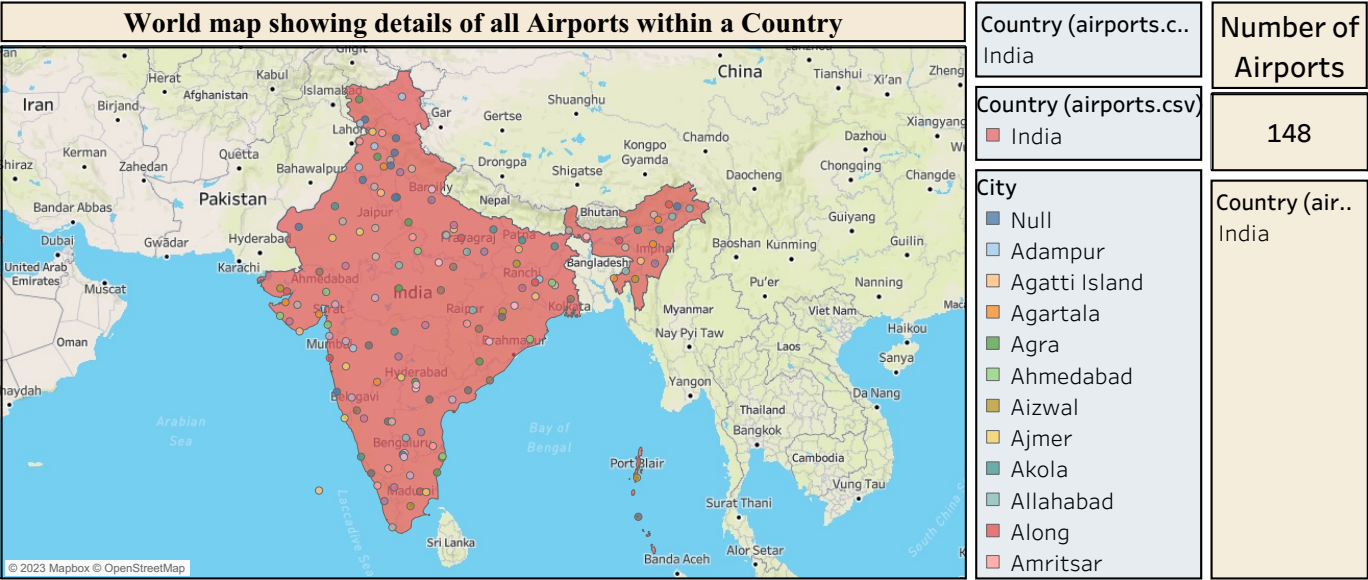 World map showing details of all Airports within a Country
Country (airports.c..
India
Number of
Airports
Country (airports.csv)
India
148
City
Null
Adampur
Agatti Island
Agartala
Agra
Ahmedabad
Aizwal
Ajmer
Akola
Allahabad
Along
Amritsar
Country (air..
India
Gilgit
Herat
Kabul
Islamabad
China
Tianshui
Xi'an
Zheng
Afghanistan
Iran
Birjand
Lahor
Gar
Gertse
Shuanghu
Xiangyang
Kerman
Zahedan
Quetta
Bahawalpur
Drongpa
Shigatse
Kongpo
Gyamda
Chamdo
Dazhou
Chongqing
Daocheng
Changde
Pakistan
Bareilly
Nepal
Bandar Abbas
Jaipur
Bhutan
Guiyang
Dubai
Gwādar
Hyderabad
Prayagraj
Patna
Imphal
Baoshan
Kunming
Guilin
Karachi
United Arab
Emirates
Muscat
Ahmedabad
Ranchi
Bangladesh
Pu'er
Nanning
India
Surat
Raipur
Kolkata
Myanmar
Viet Nam
Oman
Mumbai
Brahmapur
Nay Pyi Taw
Laos
Haikou
Sanya
haydah
Hyderabad
Yangon
Da Nang
Belgavi
Arabian
Sea
Bay of
Bengal
Thailand
Bangkok
Bengaluru
Port Blair
Cambodia
Vung Tau
Madurai
Laccadive Sea
Surat Thani
South China S
Sri Lanka
Banda Aceh
Alor Setar
© 2023 Mapbox © OpenStreetMap